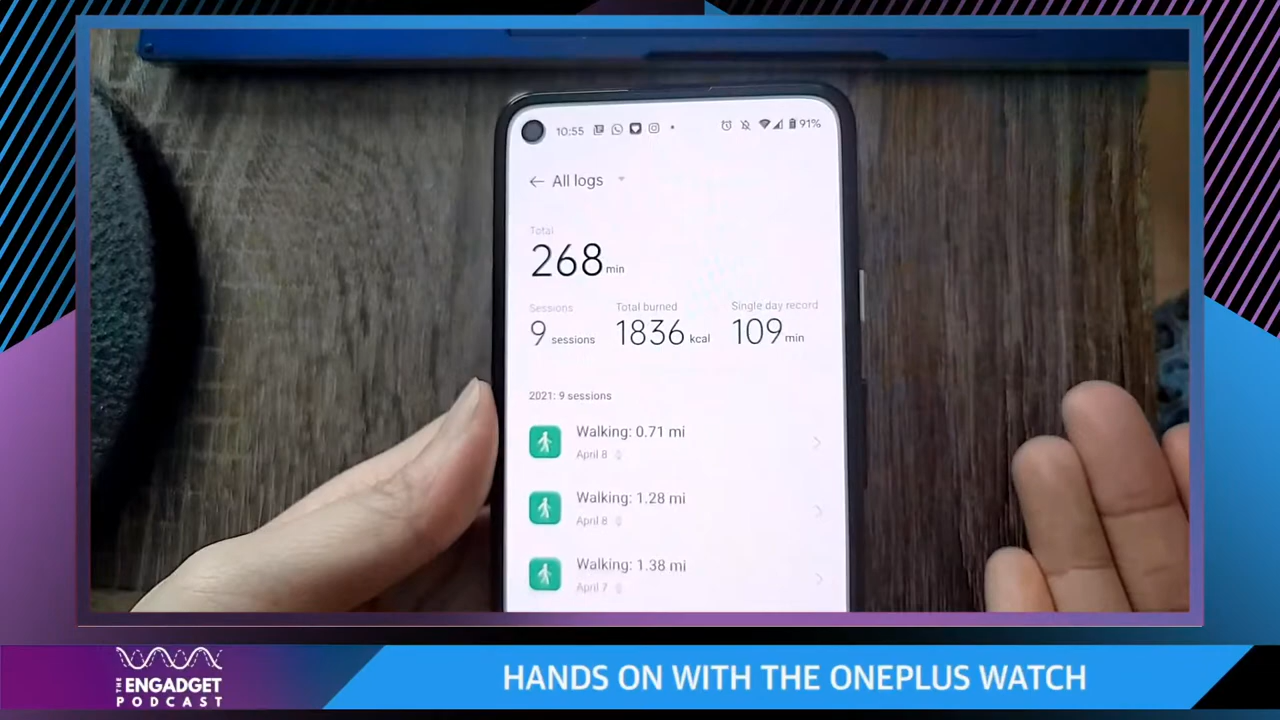 10:55
91%
All logs
Total
268 min
Sessions
Total burned
Single day record
9 sessions
1836 kcal
109 min
2021: 9 sessions
Walking: 0.71 mi
April 8
Walking: 1.28 mi
April 8
Walking: 1.38 mi
April 7
THE ENGADGET PODCAST
HANDS ON WITH THE ONEPLUS WATCH